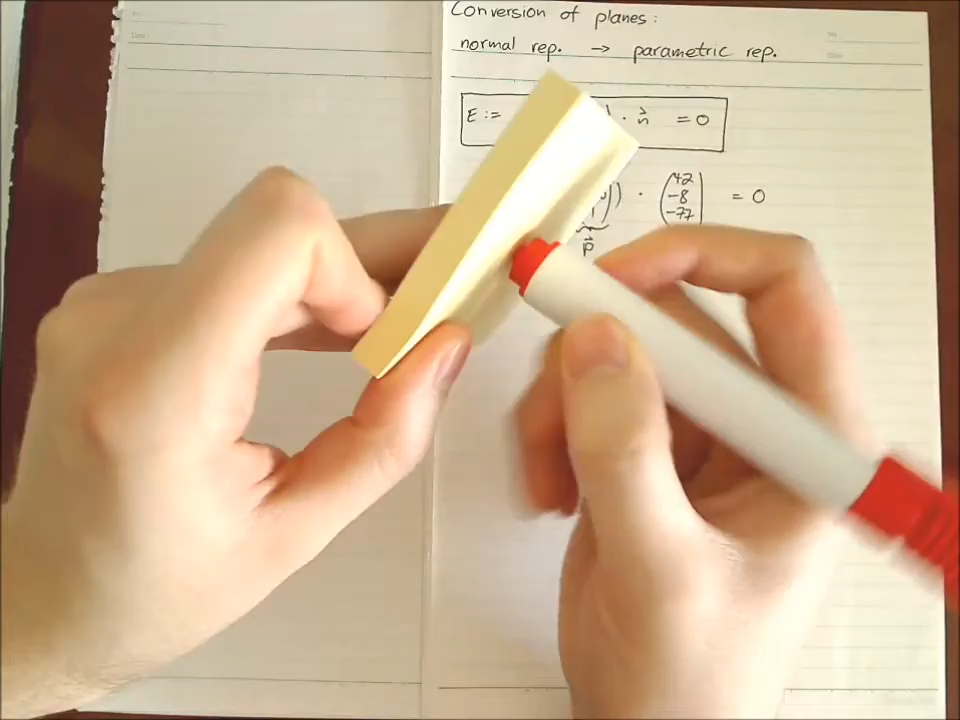 Conversion of planes:
normal rep. → parametric rep.
E := ) · n⃗ = 0
)) · (42 = 0
-8
-77)
p⃗